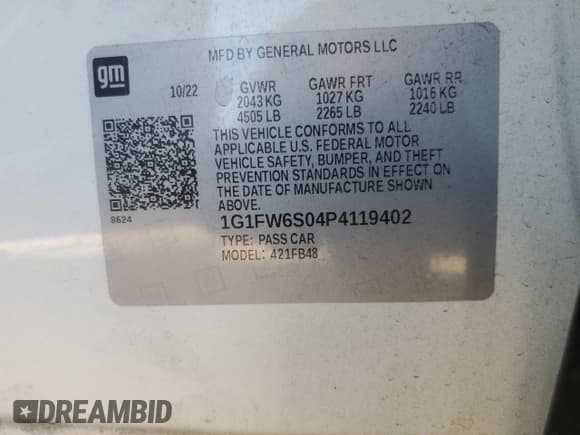 gm
MFD BY GENERAL MOTORS LLC
10/22 GVWR GAWR FRT GAWR RR
2043 KG 1027 KG 1016 KG
4505 LB 2265 LB 2240 LB
THIS VEHICLE CONFORMS TO ALL
APPLICABLE U.S. FEDERAL MOTOR
VEHICLE SAFETY, BUMPER, AND THEFT
PREVENTION STANDARDS IN EFFECT ON
THE DATE OF MANUFACTURE SHOWN
ABOVE.
8624
1G1FW6S04P4119402
TYPE: PASS CAR
MODEL: 421FB48
DREAMBID